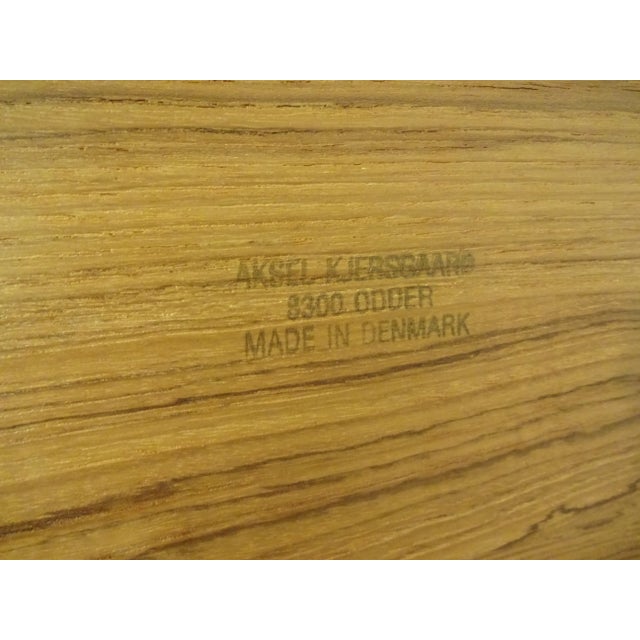 AKSEL KJERSGAARD
8300 ODDER
MADE IN DENMARK